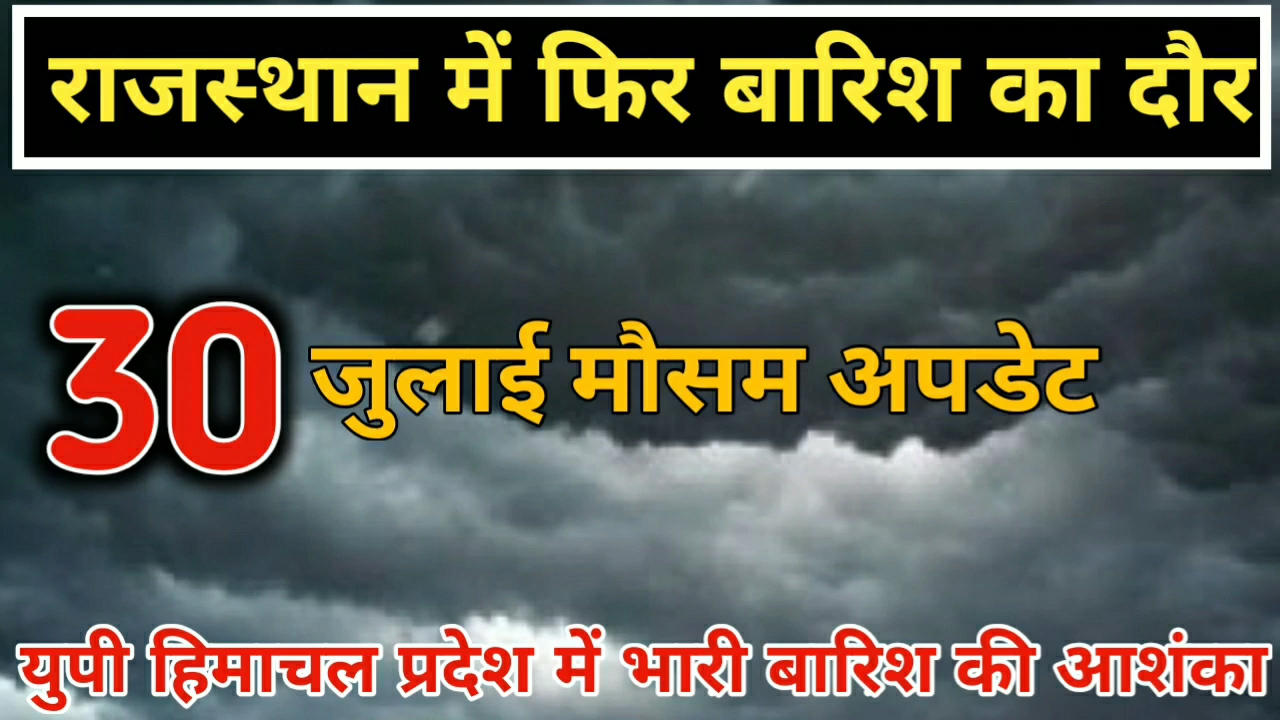 राजस्थान में फिर बारिश का दौर
30 जुलाई मौसम अपडेट
युपी हिमाचल प्रदेश में भारी बारिश की आशंका